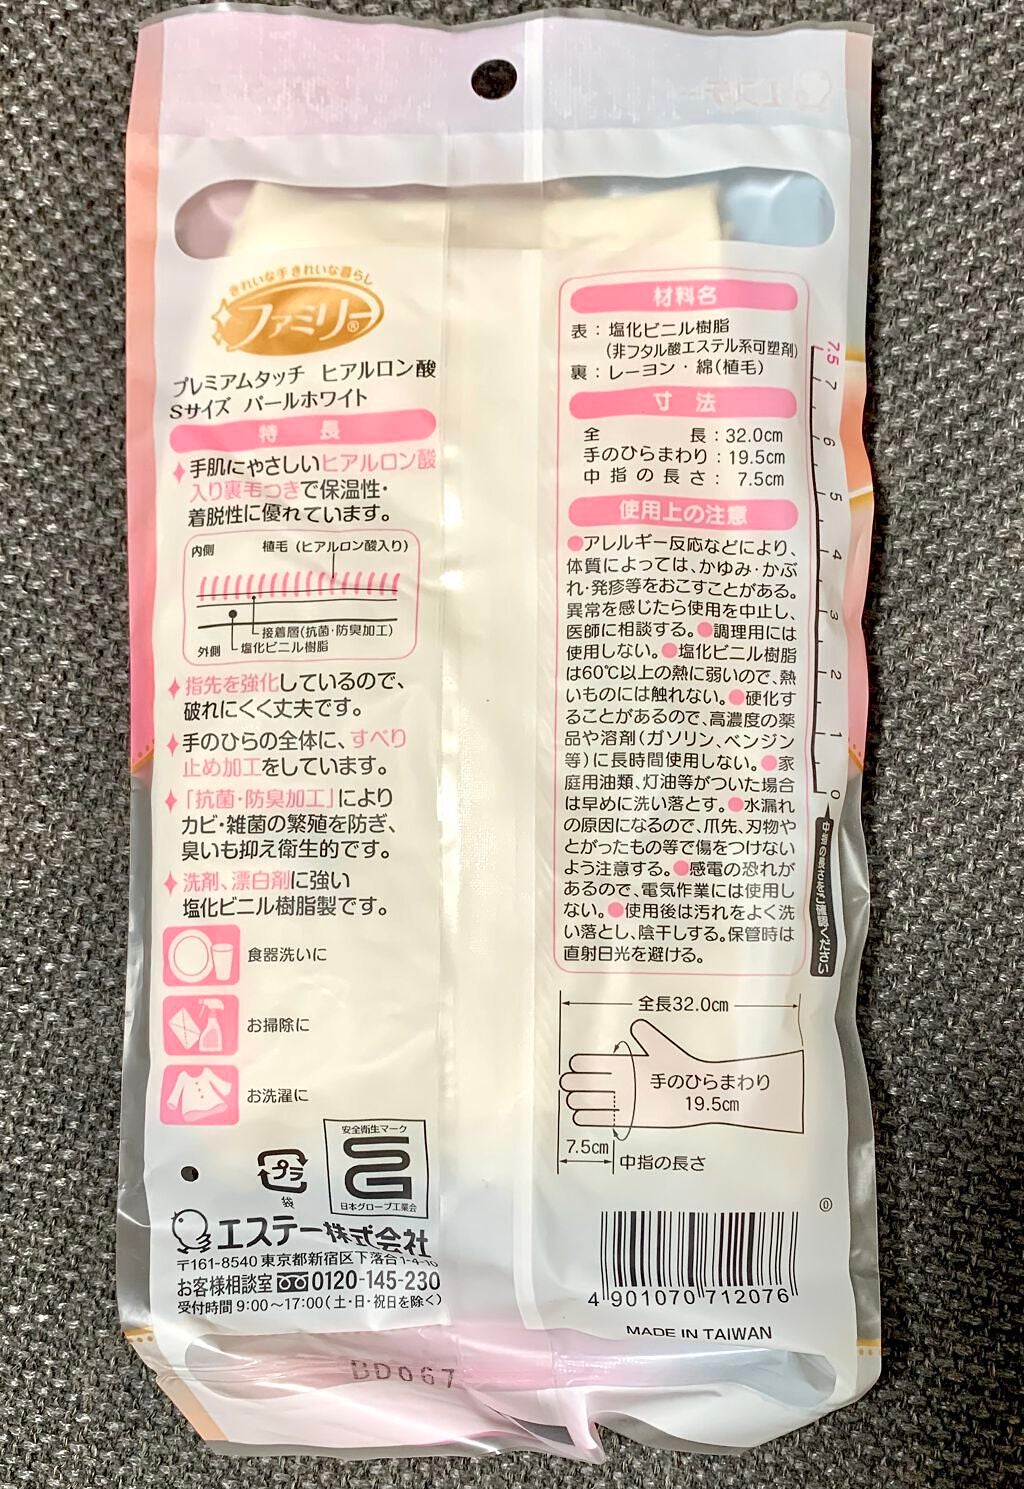 エステー
きれいな手きれいな暮らし
ファミリー®
プレミアムタッチ ヒアルロン酸
Sサイズ パールホワイト
特長
手肌にやさしいヒアルロン酸
入り裏毛つきで保温性・
着脱性に優れています。
内側 植毛(ヒアルロン酸入り)
接着層(抗菌・防臭加工)
外側 塩化ビニル樹脂
指先を強化しているので、
破れにくく丈夫です。
手のひらの全体に、すべり
止め加工をしています。
「抗菌・防臭加工」により
カビ・雑菌の繁殖を防ぎ、
臭いも抑え衛生的です。
洗剤、漂白剤に強い
塩化ビニル樹脂製です。
食器洗いに
お掃除に
お洗濯に
プラ
袋
安全衛生マーク
SG
日本グローブ工業会
エステー株式会社
〒161-8540 東京都新宿区下落合1-4-10
お客様相談室 0120-145-230
受付時間 9:00~17:00(土・日・祝日を除く)
BD067
材料名
表:塩化ビニル樹脂
(非フタル酸エステル系可塑剤)
裏:レーヨン・綿(植毛)
寸法
全長:32.0cm
手のひらまわり:19.5cm
中指の長さ:7.5cm
使用上の注意
●アレルギー反応などにより、
体質によっては、かゆみ・かぶ
れ・発疹等をおこすことがある。
異常を感じたら使用を中止し、
医師に相談する。●調理用には
使用しない。●塩化ビニル樹脂
は60℃以上の熱に弱いので、熱
いものには触れない。●硬化す
ることがあるので、高濃度の薬
品や溶剤(ガソリン、ベンジン
等)に長時間使用しない。●家
庭用油類、灯油等がついた場合
は早めに洗い落とす。●水漏れ
の原因になるので、爪先、刃物や
とがったもの等で傷をつけない
よう注意する。●感電の恐れが
あるので、電気作業には使用し
ない。●使用後は汚れをよく洗
い落とし、陰干しする。保管時は
直射日光を避ける。
7.5
7
6
5
4
3
2
1
0
全長32.0cm
手のひらまわり
19.5cm
7.5cm
中指の長さ
⓪
4 901070 712076
MADE IN TAIWAN